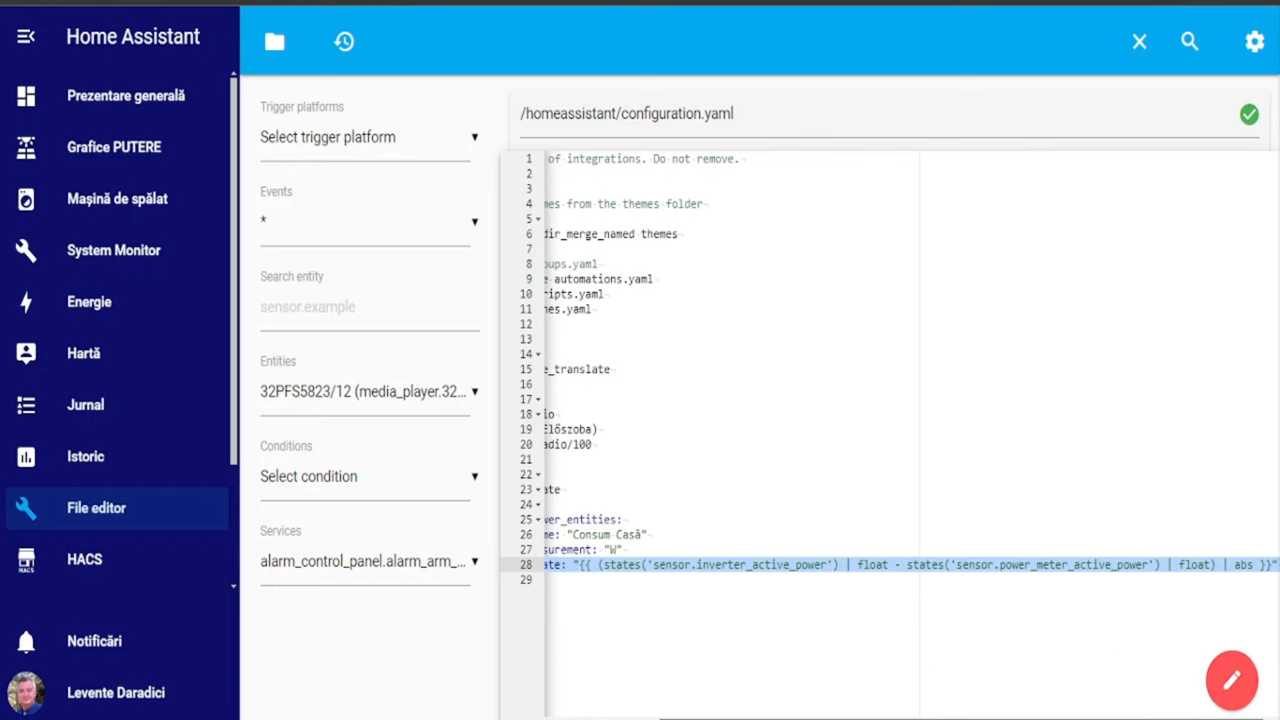 Home Assistant
Prezentare generală
Grafice PUTERE
Mașină de spălat
System Monitor
Energie
Hartă
Jurnal
Istoric
File editor
HACS
HACS
Notificări
Levente Daradici
Trigger platforms
Select trigger platform
Events
*
Search entity
sensor.example
Entities
32PFS5823/12 (media_player.32...
Conditions
Select condition
Services
alarm_control_panel.alarm_arm_...
/homeassistant/configuration.yaml
1 of integrations. Do not remove.
2
3
4 mes from the themes folder
5
6 dir_merge_named themes
7
8 oups.yaml
9 e automations.yaml
10 ripts.yaml
11 nes.yaml
12
13
14
15 e_translate
16
17
18 io
19 Előszoba)
20 adio/100
21
22
23 ate
24
25 wer_entities:
26 me: "Consum Casă"
27 surement: "W"
28 ate: "{{ (states('sensor.inverter_active_power') | float - states('sensor.power_meter_active_power') | float) | abs }}"
29